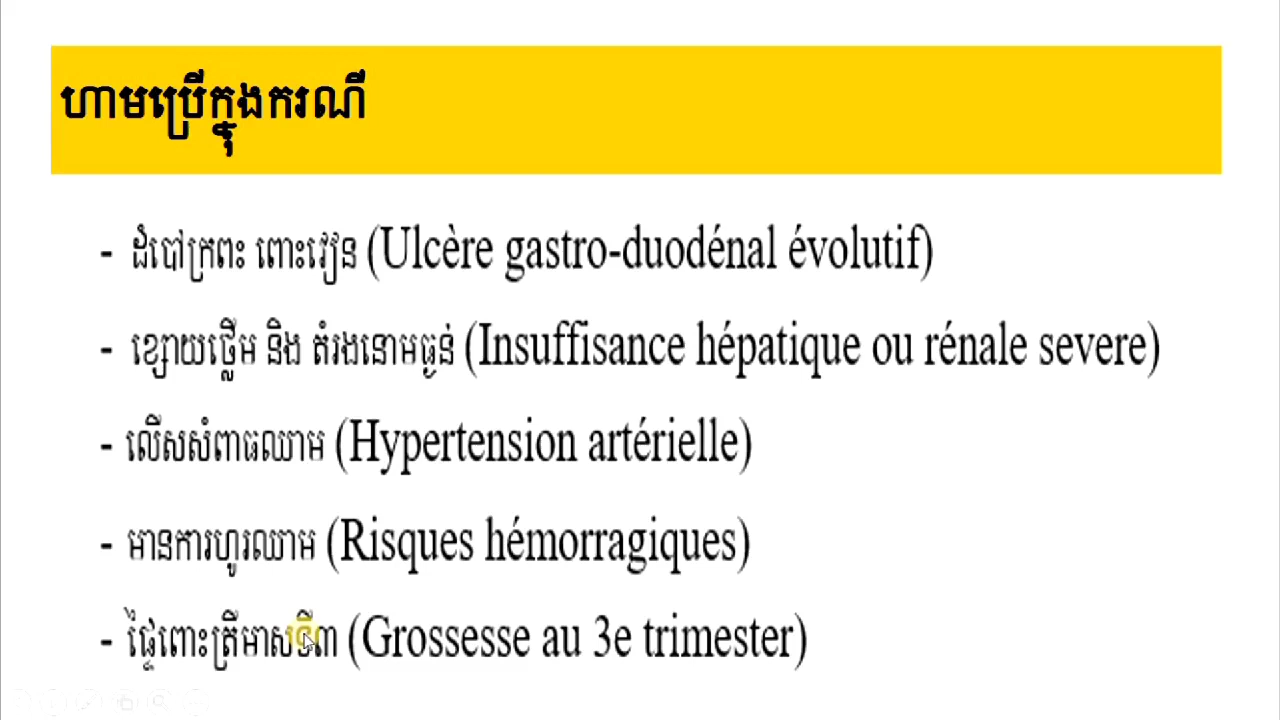 ហាមប្រើក្នុងករណី
- ដំបៅក្រពះ ពោះវៀន (Ulcère gastro-duodénal évolutif)
- ខ្សោយថ្លើម និង តំរងនោមធ្ងន់ (Insuffisance hépatique ou rénale severe)
- លើសសំពាធឈាម (Hypertension artérielle)
- មានការហូរឈាម (Risques hémorragiques)
- ផ្ទៃពោះត្រីមាសទី៣ (Grossesse au 3e trimester)